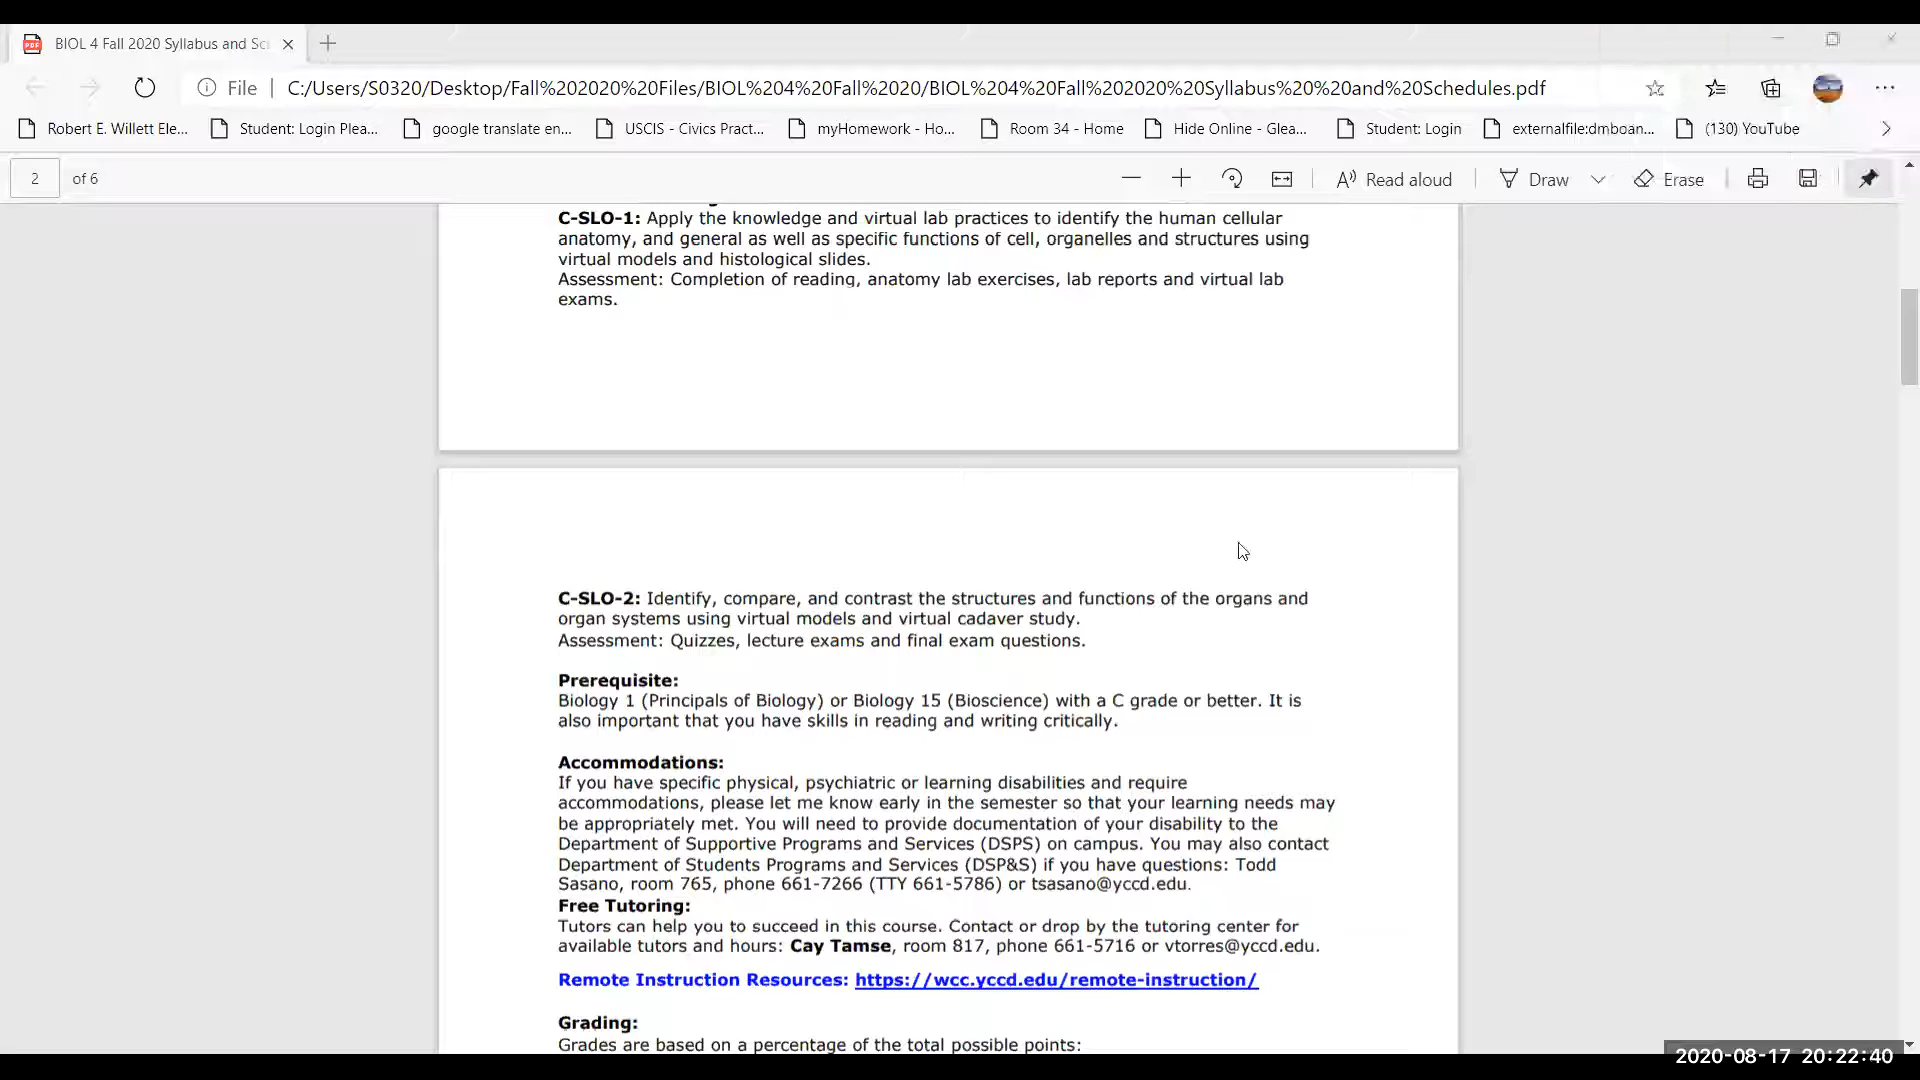 BIOL 4 Fall 2020 Syllabus and Sc
File C:/Users/S0320/Desktop/Fall%202020%20Files/BIOL%204%20Fall%2020/BIOL%204%20Fall%202020%20Syllabus%20%20and%20Schedules.pdf
Robert E. Willett Ele... Student: Login Plea... google translate en... USCIS - Civics Pract... myHomework - Ho... Room 34 - Home Hide Online - Glea... Student: Login externalfile:dmboan... (130) YouTube
2 of 6 Read aloud Draw Erase
C-SLO-1: Apply the knowledge and virtual lab practices to identify the human cellular
anatomy, and general as well as specific functions of cell, organelles and structures using
virtual models and histological slides.
Assessment: Completion of reading, anatomy lab exercises, lab reports and virtual lab
exams.
C-SLO-2: Identify, compare, and contrast the structures and functions of the organs and
organ systems using virtual models and virtual cadaver study.
Assessment: Quizzes, lecture exams and final exam questions.
Prerequisite:
Biology 1 (Principals of Biology) or Biology 15 (Bioscience) with a C grade or better. It is
also important that you have skills in reading and writing critically.
Accommodations:
If you have specific physical, psychiatric or learning disabilities and require
accommodations, please let me know early in the semester so that your learning needs may
be appropriately met. You will need to provide documentation of your disability to the
Department of Supportive Programs and Services (DSPS) on campus. You may also contact
Department of Students Programs and Services (DSP&S) if you have questions: Todd
Sasano, room 765, phone 661-7266 (TTY 661-5786) or tsasano@yccd.edu.
Free Tutoring:
Tutors can help you to succeed in this course. Contact or drop by the tutoring center for
available tutors and hours: Cay Tamse, room 817, phone 661-5716 or vtorres@yccd.edu.
Remote Instruction Resources: https://wcc.yccd.edu/remote-instruction/
Grading:
Grades are based on a percentage of the total possible points:
2020-08-17 20:22:40